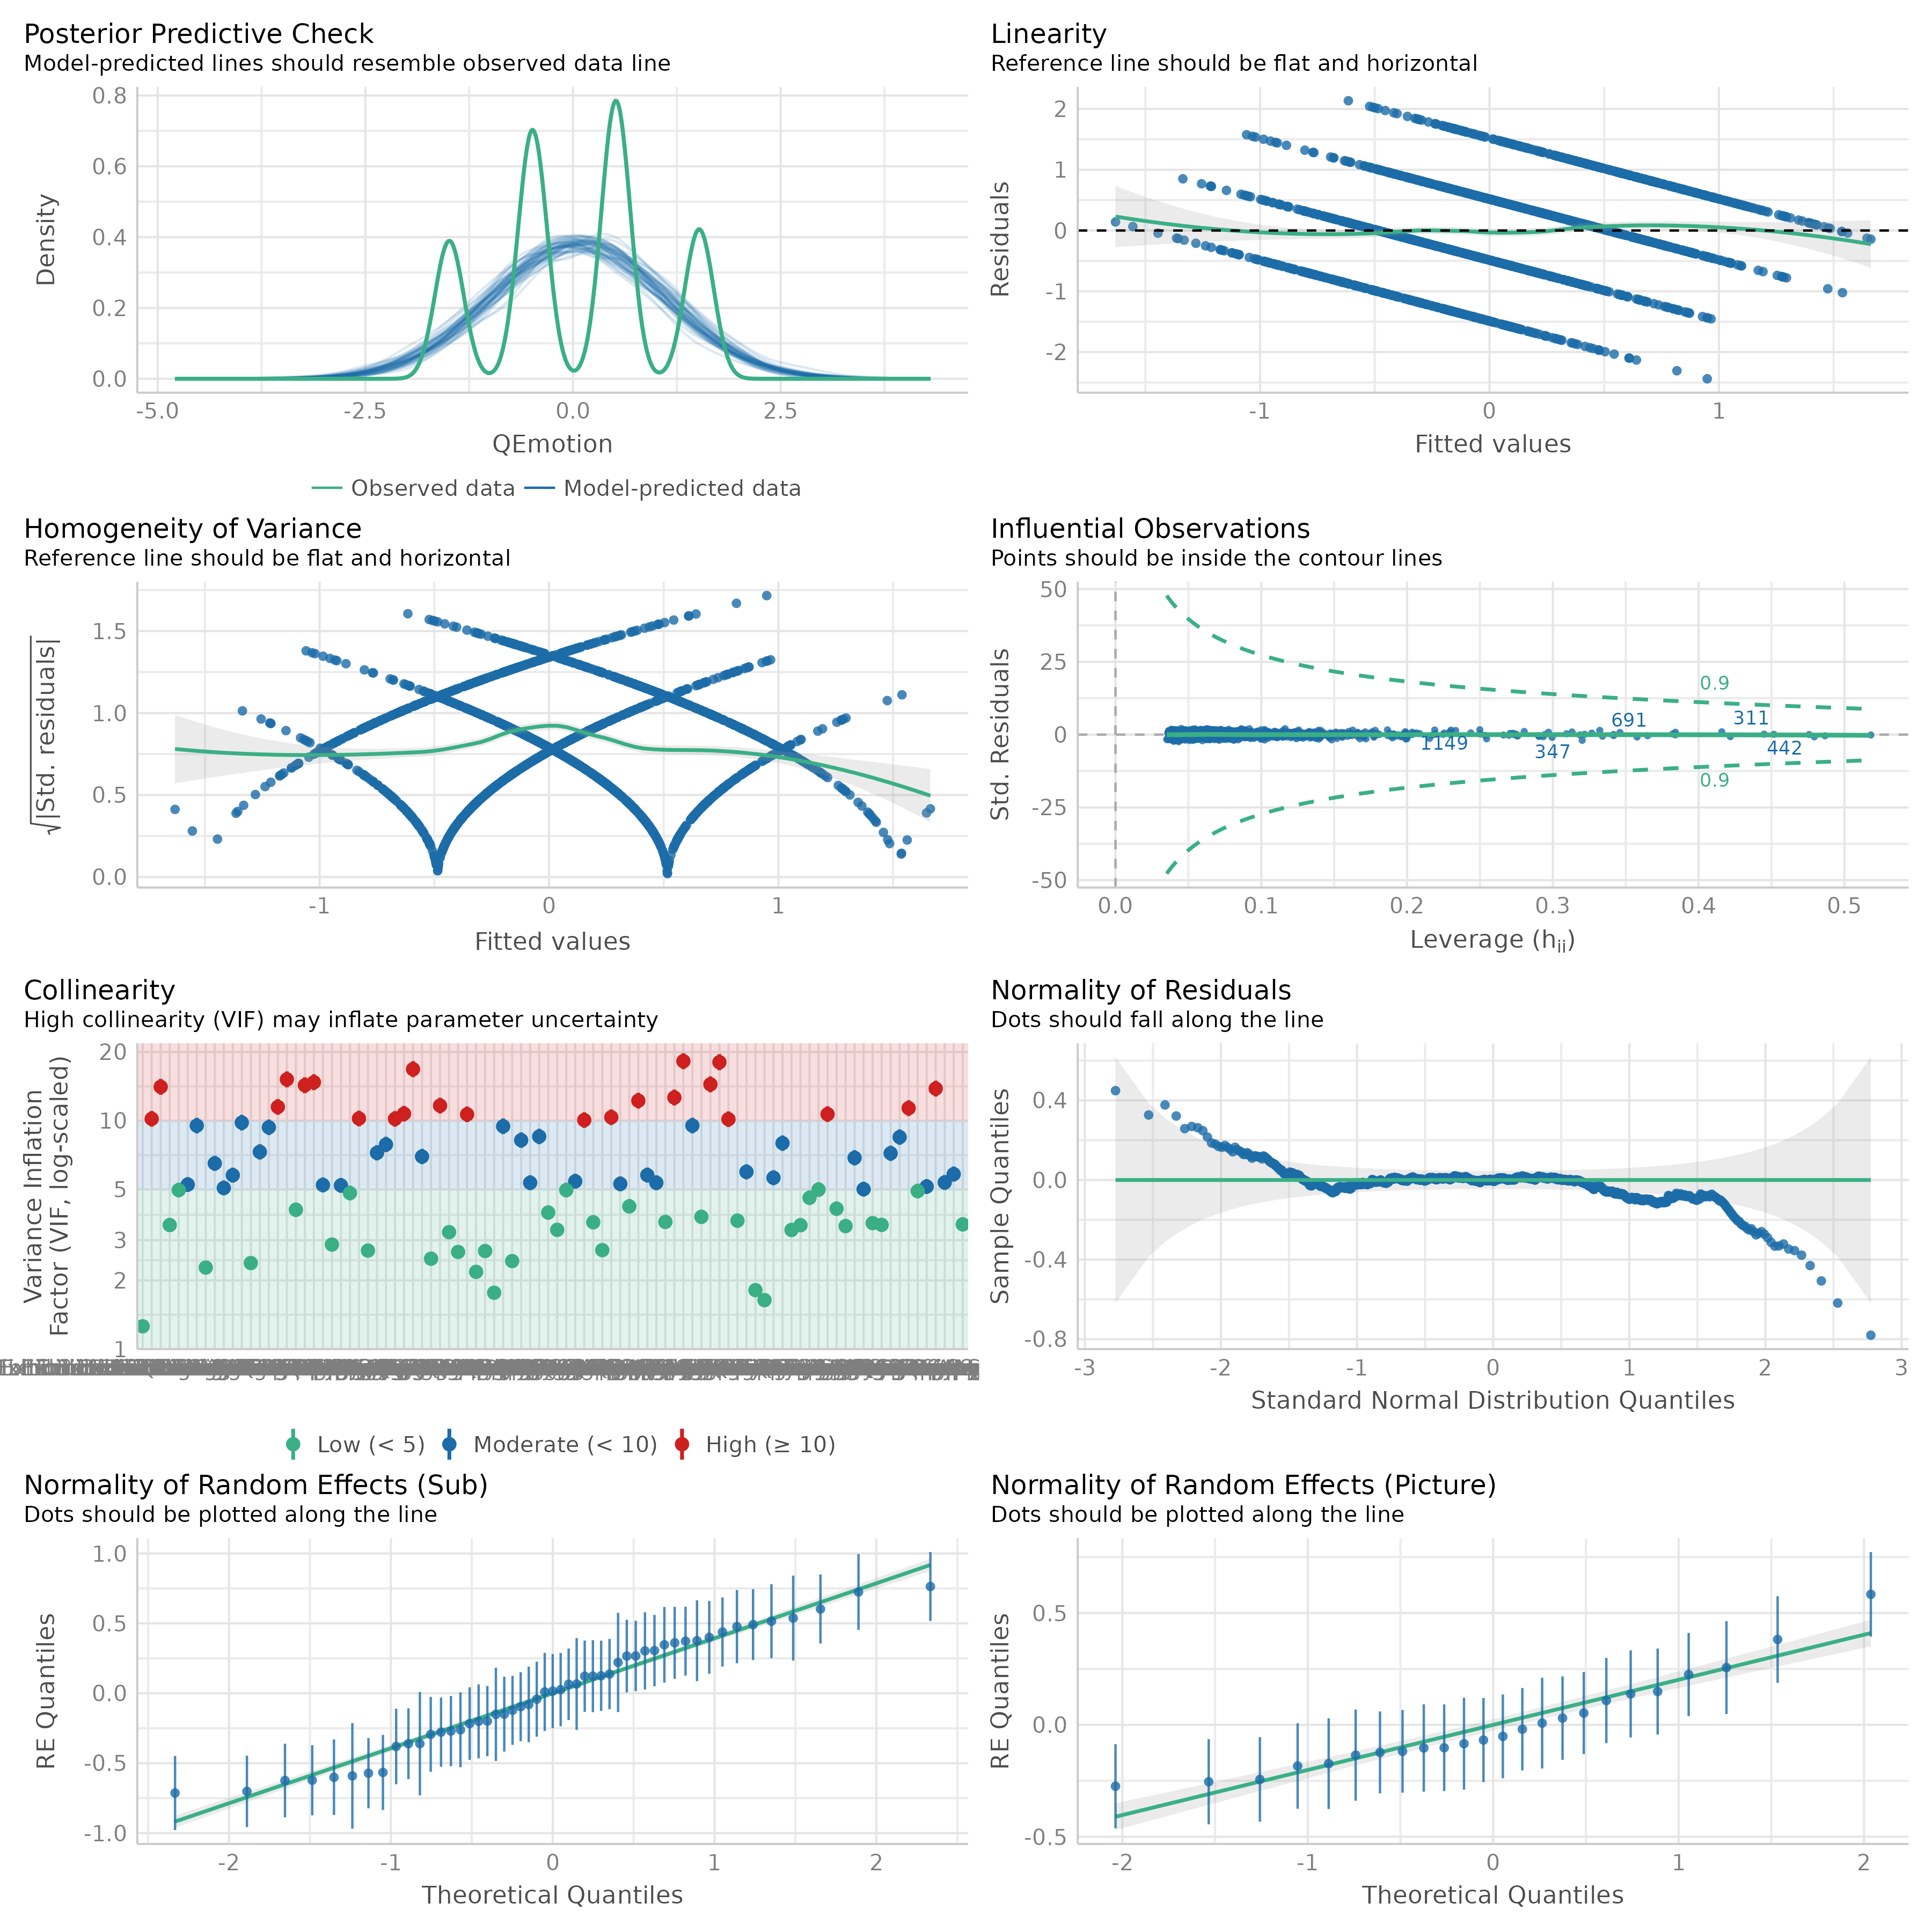 Posterior Predictive Check
Model-predicted lines should resemble observed data line
Density
0.8
0.6
0.4
0.2
0.0
-5.0 -2.5 0.0 2.5
QEmotion
Observed data Model-predicted data
Linearity
Reference line should be flat and horizontal
Residuals
2
1
0
-1
-2
-1 0 1
Fitted values
Homogeneity of Variance
Reference line should be flat and horizontal
√|Std. residuals|
1.5
1.0
0.5
0.0
-1 0 1
Fitted values
Influential Observations
Points should be inside the contour lines
Std. Residuals
50
25
0
-25
-50
0.9
691 311
1149 347 442
0.9
0.0 0.1 0.2 0.3 0.4 0.5
Leverage (hii)
Collinearity
High collinearity (VIF) may inflate parameter uncertainty
Variance Inflation
Factor (VIF, log-scaled)
20
10
5
3
2
1
Low (< 5) Moderate (< 10) High (≥ 10)
Normality of Residuals
Dots should fall along the line
Sample Quantiles
0.4
0.0
-0.4
-0.8
-3 -2 -1 0 1 2 3
Standard Normal Distribution Quantiles
Normality of Random Effects (Sub)
Dots should be plotted along the line
RE Quantiles
1.0
0.5
0.0
-0.5
-1.0
-2 -1 0 1 2
Theoretical Quantiles
Normality of Random Effects (Picture)
Dots should be plotted along the line
RE Quantiles
0.5
0.0
-0.5
-2 -1 0 1 2
Theoretical Quantiles